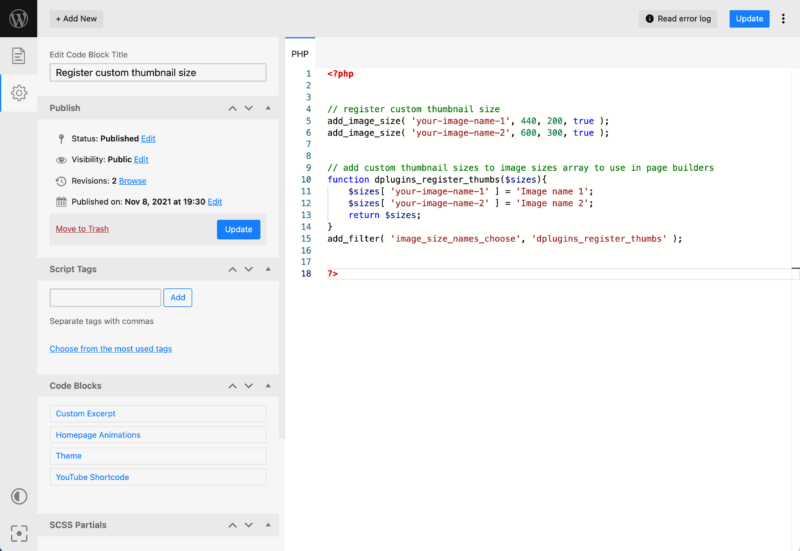 + Add New
Read error log
Update
Edit Code Block Title
Register custom thumbnail size
Publish
Status: Published Edit
Visibility: Public Edit
Revisions: 2 Browse
Published on: Nov 8, 2021 at 19:30 Edit
Move to Trash
Update
Script Tags
Add
Separate tags with commas
Choose from the most used tags
Code Blocks
Custom Excerpt
Homepage Animations
Theme
YouTube Shortcode
SCSS Partials
PHP
1 <?php
2
3
4 // register custom thumbnail size
5 add_image_size( 'your-image-name-1', 440, 200, true );
6 add_image_size( 'your-image-name-2', 600, 300, true );
7
8
9 // add custom thumbnail sizes to image sizes array to use in page builders
10 function dplugins_register_thumbs($sizes){
11 $sizes[ 'your-image-name-1' ] = 'Image name 1';
12 $sizes[ 'your-image-name-2' ] = 'Image name 2';
13 return $sizes;
14 }
15 add_filter( 'image_size_names_choose', 'dplugins_register_thumbs' );
16
17
18 ?>